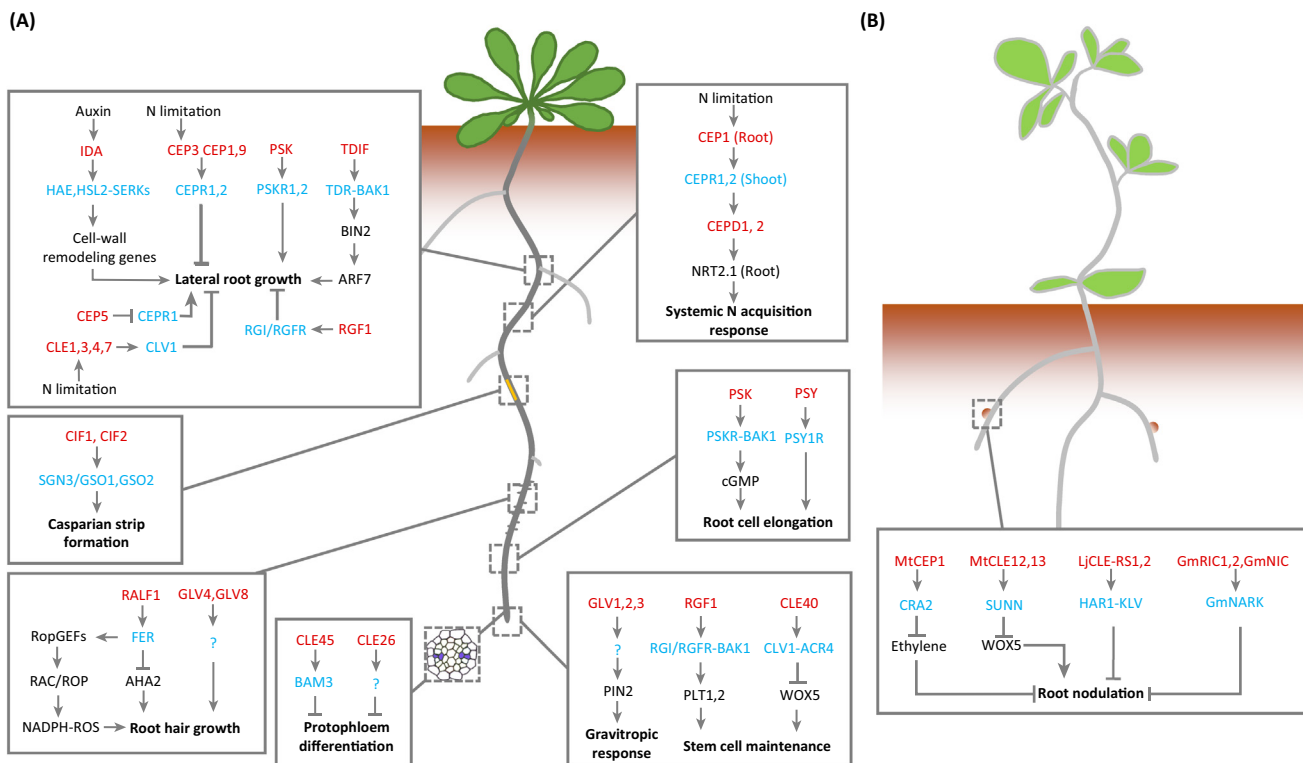 (A)
(B)
Auxin
N limitation
IDA
CEP3 CEP1,9
PSK
TDIF
HAE,HSL2-SERKs
CEPR1,2
PSKR1,2
TDR-BAK1
BIN2
Cell-wall
remodeling genes
Lateral root growth
ARF7
CEP5
CEPR1
RGI/RGFR
RGF1
CLE1,3,4,7
CLV1
N limitation
N limitation
CEP1 (Root)
CEPR1,2 (Shoot)
CEPD1, 2
NRT2.1 (Root)
Systemic N acquisition
response
CIF1, CIF2
SGN3/GSO1,GSO2
Casparian strip
formation
PSK
PSY
PSKR-BAK1
PSY1R
cGMP
Root cell elongation
RALF1
GLV4,GLV8
RopGEFs
FER
?
RAC/ROP
AHA2
NADPH-ROS
Root hair growth
CLE45
CLE26
BAM3
?
Protophloem
differentiation
GLV1,2,3
RGF1
CLE40
?
RGI/RGFR-BAK1
CLV1-ACR4
PIN2
PLT1,2
WOX5
Gravitropic
response
Stem cell maintenance
MtCEP1
MtCLE12,13
LjCLE-RS1,2
GmRIC1,2,GmNIC
CRA2
SUNN
HAR1-KLV
GmNARK
Ethylene
WOX5
Root nodulation